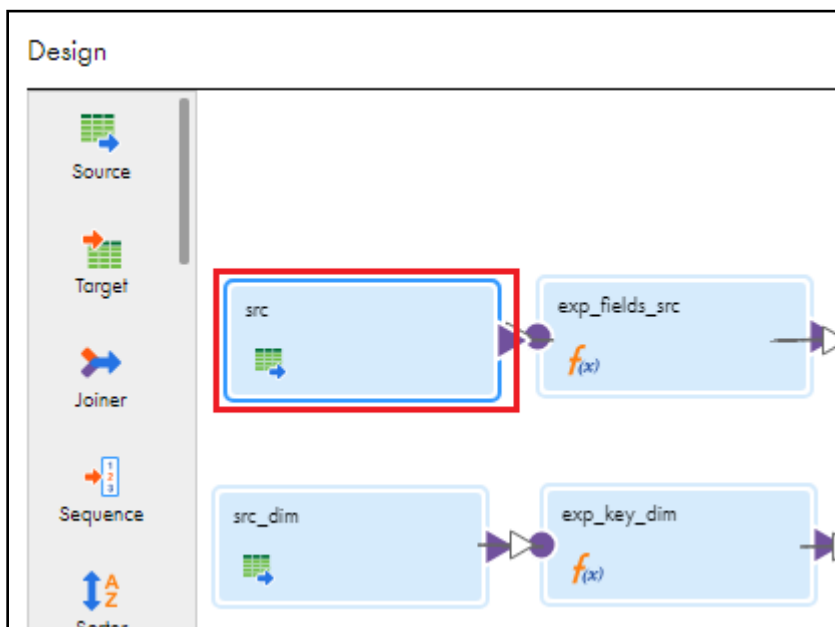 Design
Source
Target
Joiner
Sequence
src
exp_fields_src
f(x)
src_dim
exp_key_dim
f(x)